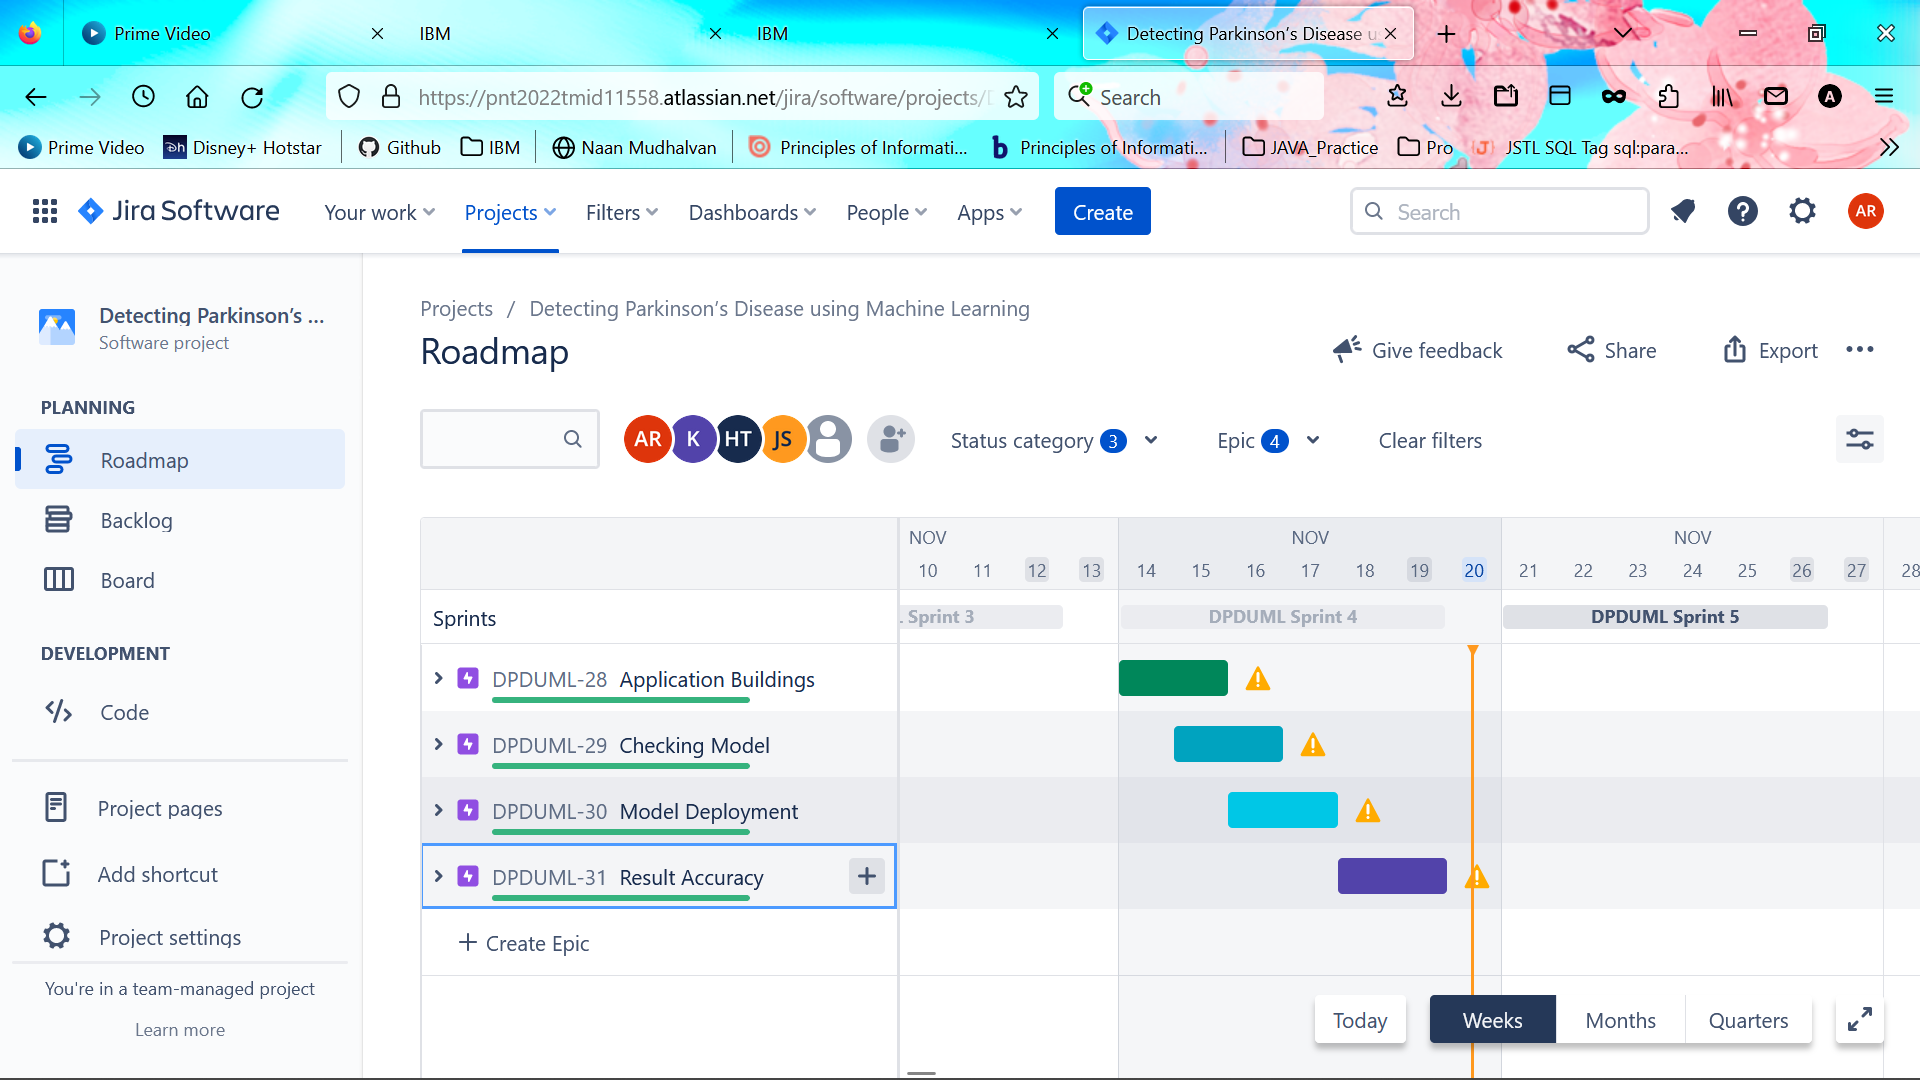 Prime Video
IBM
IBM
Detecting Parkinson's Disease u
https://pnt2022tmid11558.atlassian.net/jira/software/projects/D
Search
Prime Video
Disney+ Hotstar
Github
IBM
Naan Mudhalvan
Principles of Informati...
Principles of Informati...
JAVA_Practice
Pro
JSTL SQL Tag sql:para...
Jira Software
Your work
Projects
Filters
Dashboards
People
Apps
Create
Search
AR
Detecting Parkinson's ...
Software project
PLANNING
Roadmap
Backlog
Board
DEVELOPMENT
Code
Project pages
Add shortcut
Project settings
You're in a team-managed project
Learn more
Projects / Detecting Parkinson's Disease using Machine Learning
Roadmap
Give feedback
Share
Export
AR K HT JS
Status category 3
Epic 4
Clear filters
NOV NOV NOV
10 11 12 13 14 15 16 17 18 19 20 21 22 23 24 25 26 27 28
Sprints
Sprint 3
DPDUML Sprint 4
DPDUML Sprint 5
DPDUML-28 Application Buildings
DPDUML-29 Checking Model
DPDUML-30 Model Deployment
DPDUML-31 Result Accuracy
+ Create Epic
Today
Weeks
Months
Quarters